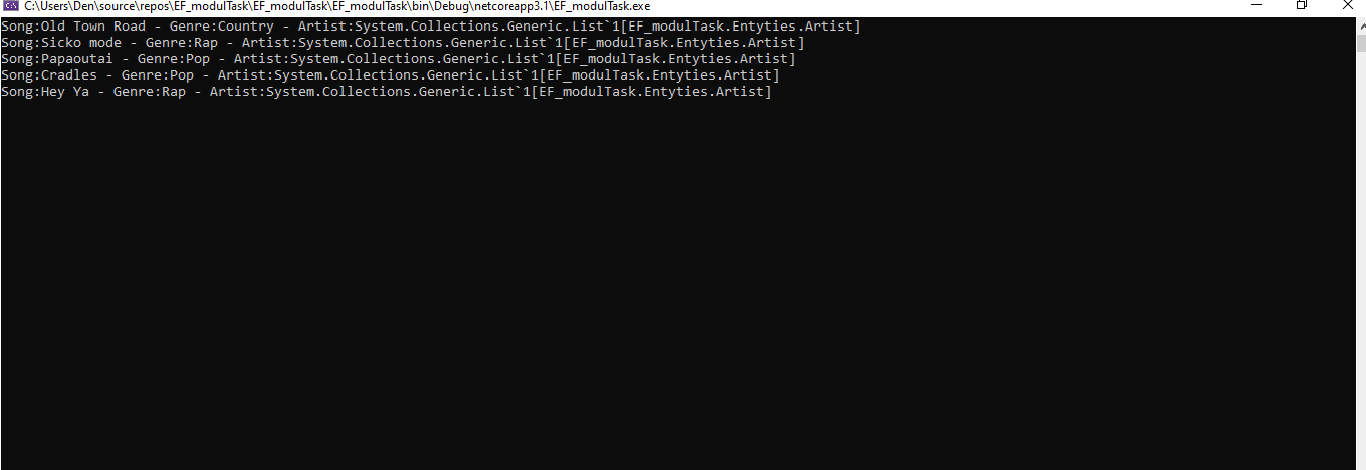 C:\Users\Den\source\repos\EF_modulTask\EF_modulTask\EF_modulTask\bin\Debug\netcoreapp3.1\EF_modulTask.exe
Song:Old Town Road - Genre:Country - Artist:System.Collections.Generic.List`1[EF_modulTask.Entyties.Artist]
Song:Sicko mode - Genre:Rap - Artist:System.Collections.Generic.List`1[EF_modulTask.Entyties.Artist]
Song:Papaoutai - Genre:Pop - Artist:System.Collections.Generic.List`1[EF_modulTask.Entyties.Artist]
Song:Cradles - Genre:Pop - Artist:System.Collections.Generic.List`1[EF_modulTask.Entyties.Artist]
Song:Hey Ya - Genre:Rap - Artist:System.Collections.Generic.List`1[EF_modulTask.Entyties.Artist]